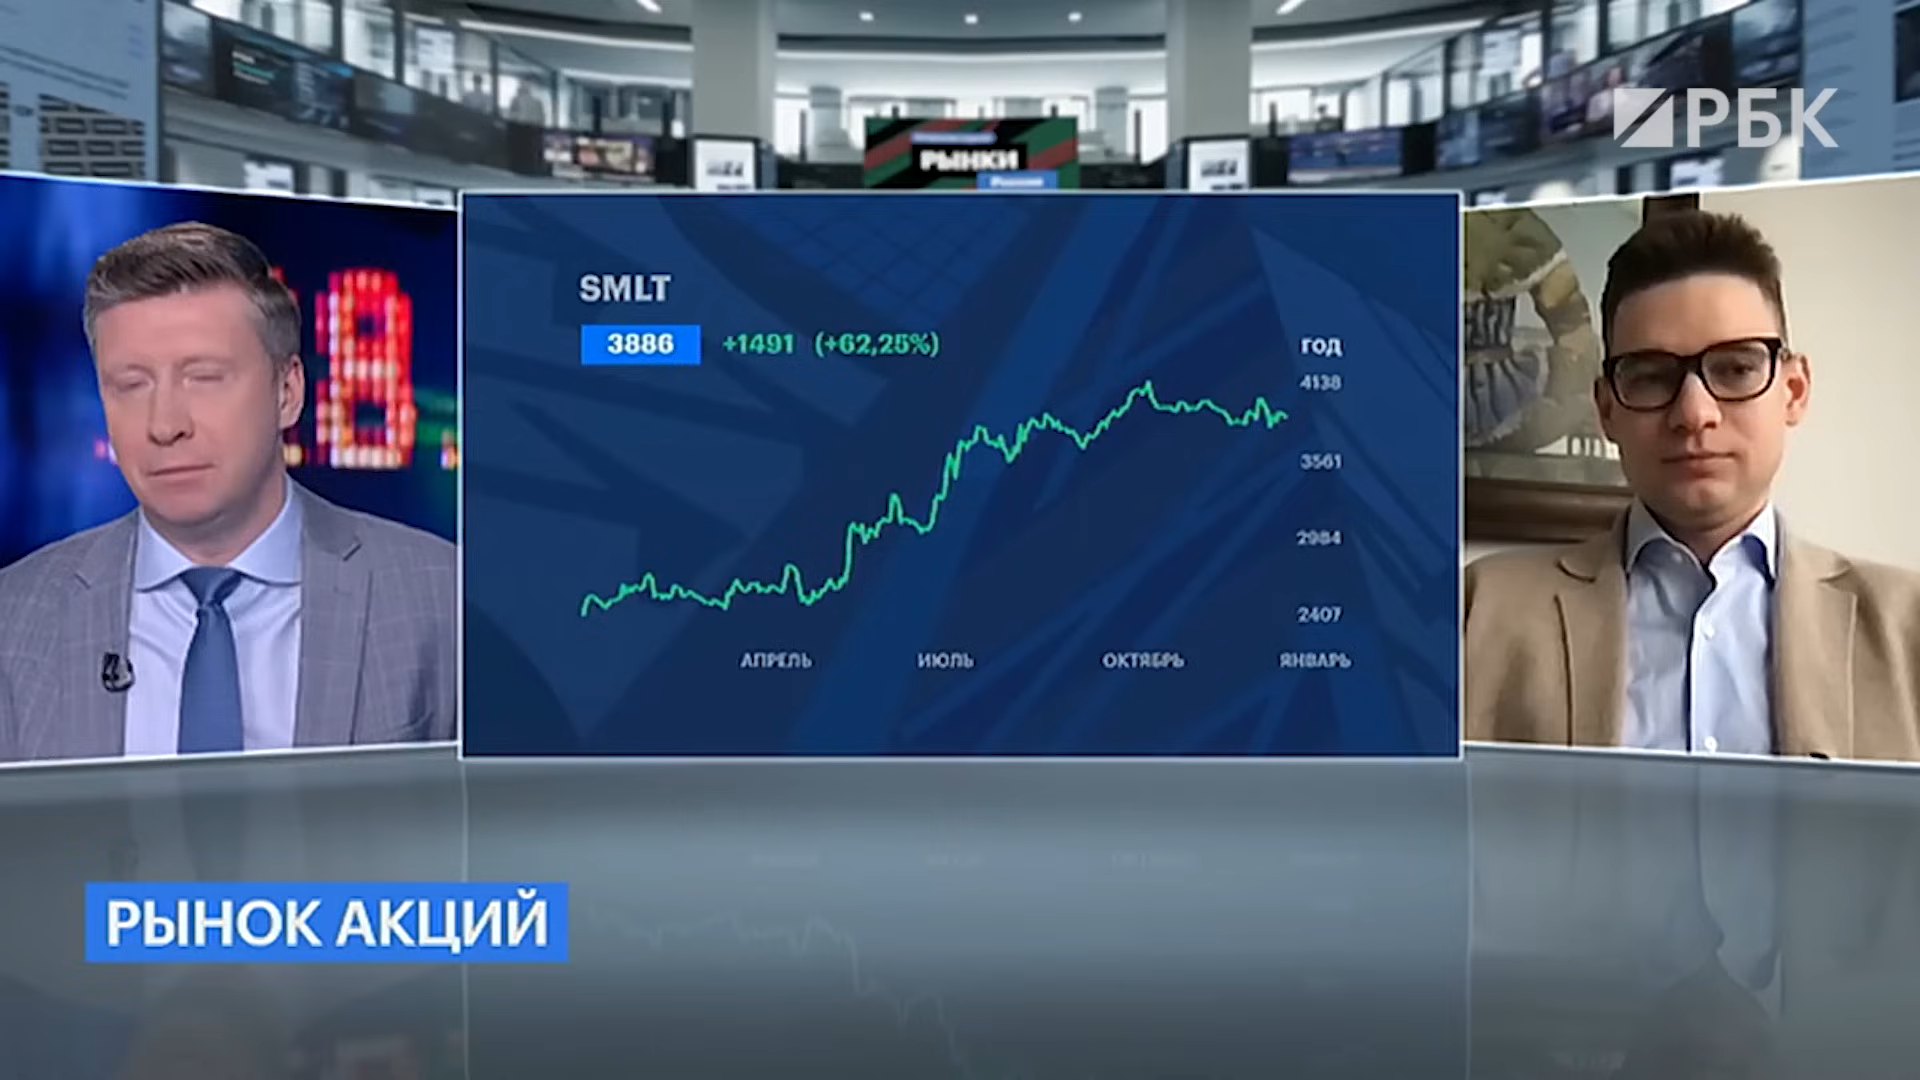 РБК
РЫНКИ
SMLT
3886 +1491 (+62,25%)
ГОД
4138
3561
2984
2407
АПРЕЛЬ ИЮЛЬ ОКТЯБРЬ ЯНВАРЬ
РЫНОК АКЦИЙ